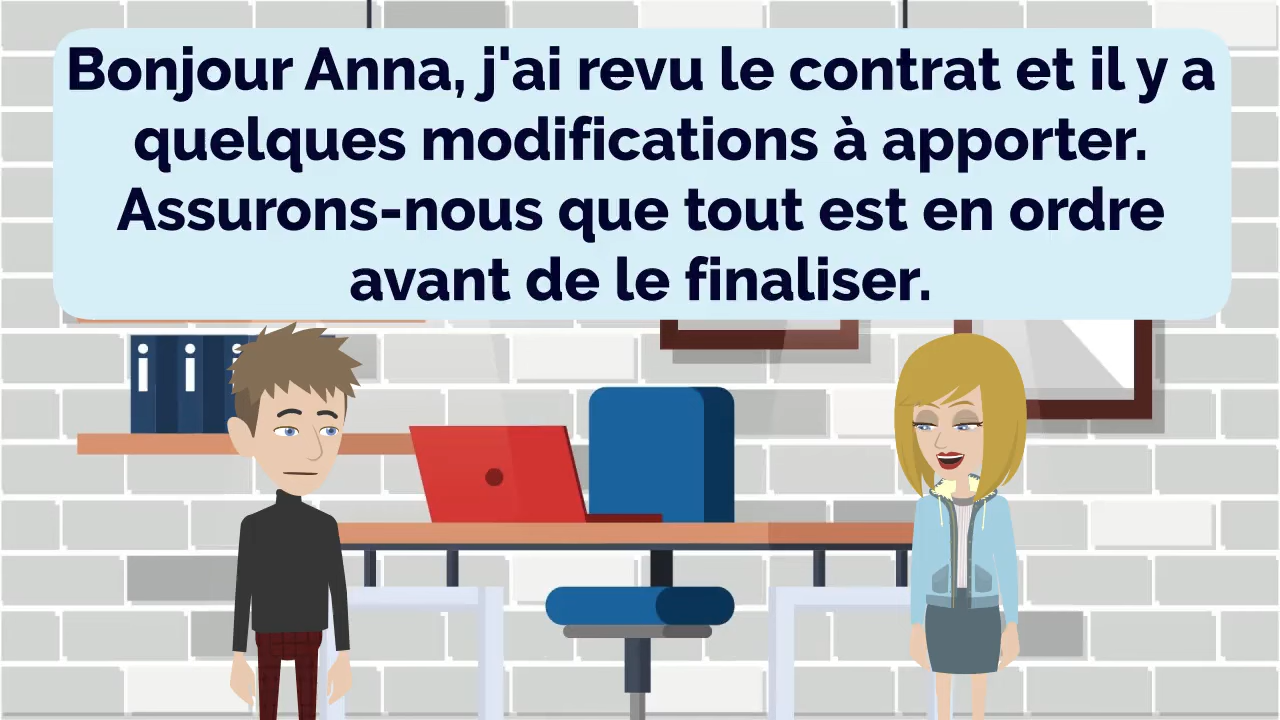 Bonjour Anna, j'ai revu le contrat et il y a
quelques modifications à apporter.
Assurons-nous que tout est en ordre
avant de le finaliser.